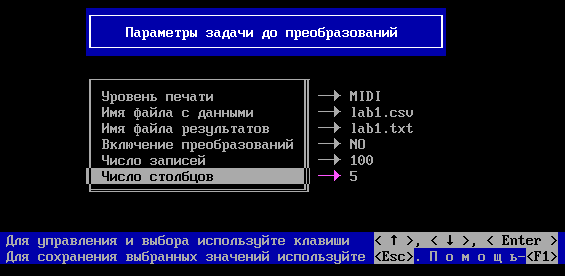 Параметры задачи до преобразований
Уровень печати → MIDI
Имя файла с данными → lab1.csv
Имя файла результатов → lab1.txt
Включение преобразований → NO
Число записей → 100
Число столбцов → 5
Для управления и выбора используйте клавиши < ↑ >, < ↓ >, < Enter >
Для сохранения выбранных значений используйте <Esc>. П о м о щ ь-<F1>